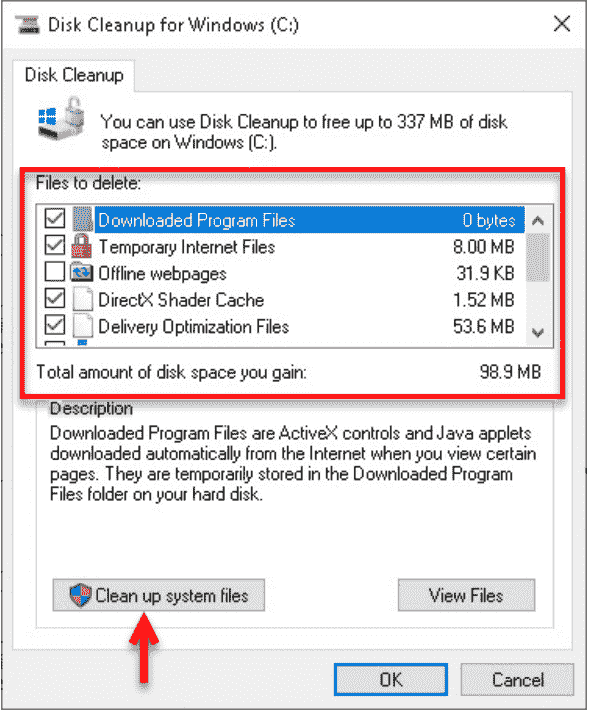 Disk Cleanup for Windows (C:)
Disk Cleanup
You can use Disk Cleanup to free up to 337 MB of disk
space on Windows (C:).
Files to delete:
Downloaded Program Files 0 bytes
Temporary Internet Files 8.00 MB
Offline webpages 31.9 KB
DirectX Shader Cache 1.52 MB
Delivery Optimization Files 53.6 MB
Total amount of disk space you gain: 98.9 MB
Description
Downloaded Program Files are ActiveX controls and Java applets
downloaded automatically from the Internet when you view certain
pages. They are temporarily stored in the Downloaded Program
Files folder on your hard disk.
Clean up system files View Files
OK Cancel